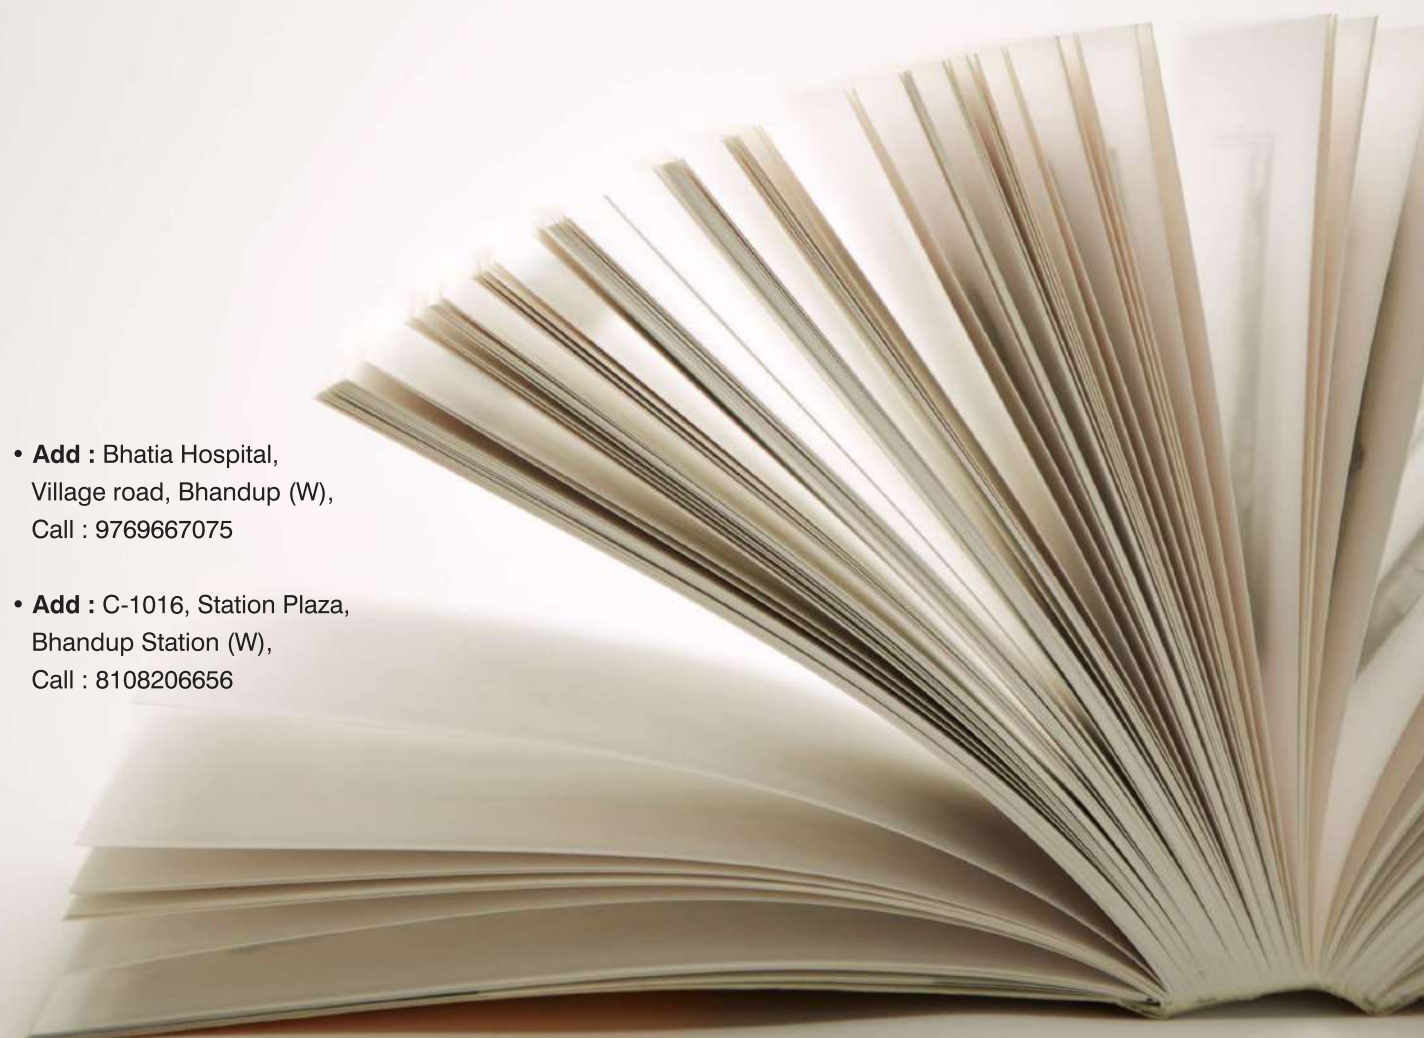 • Add : Bhatia Hospital,
Village road, Bhandup (W),
Call : 9769667075
• Add : C-1016, Station Plaza,
Bhandup Station (W),
Call : 8108206656